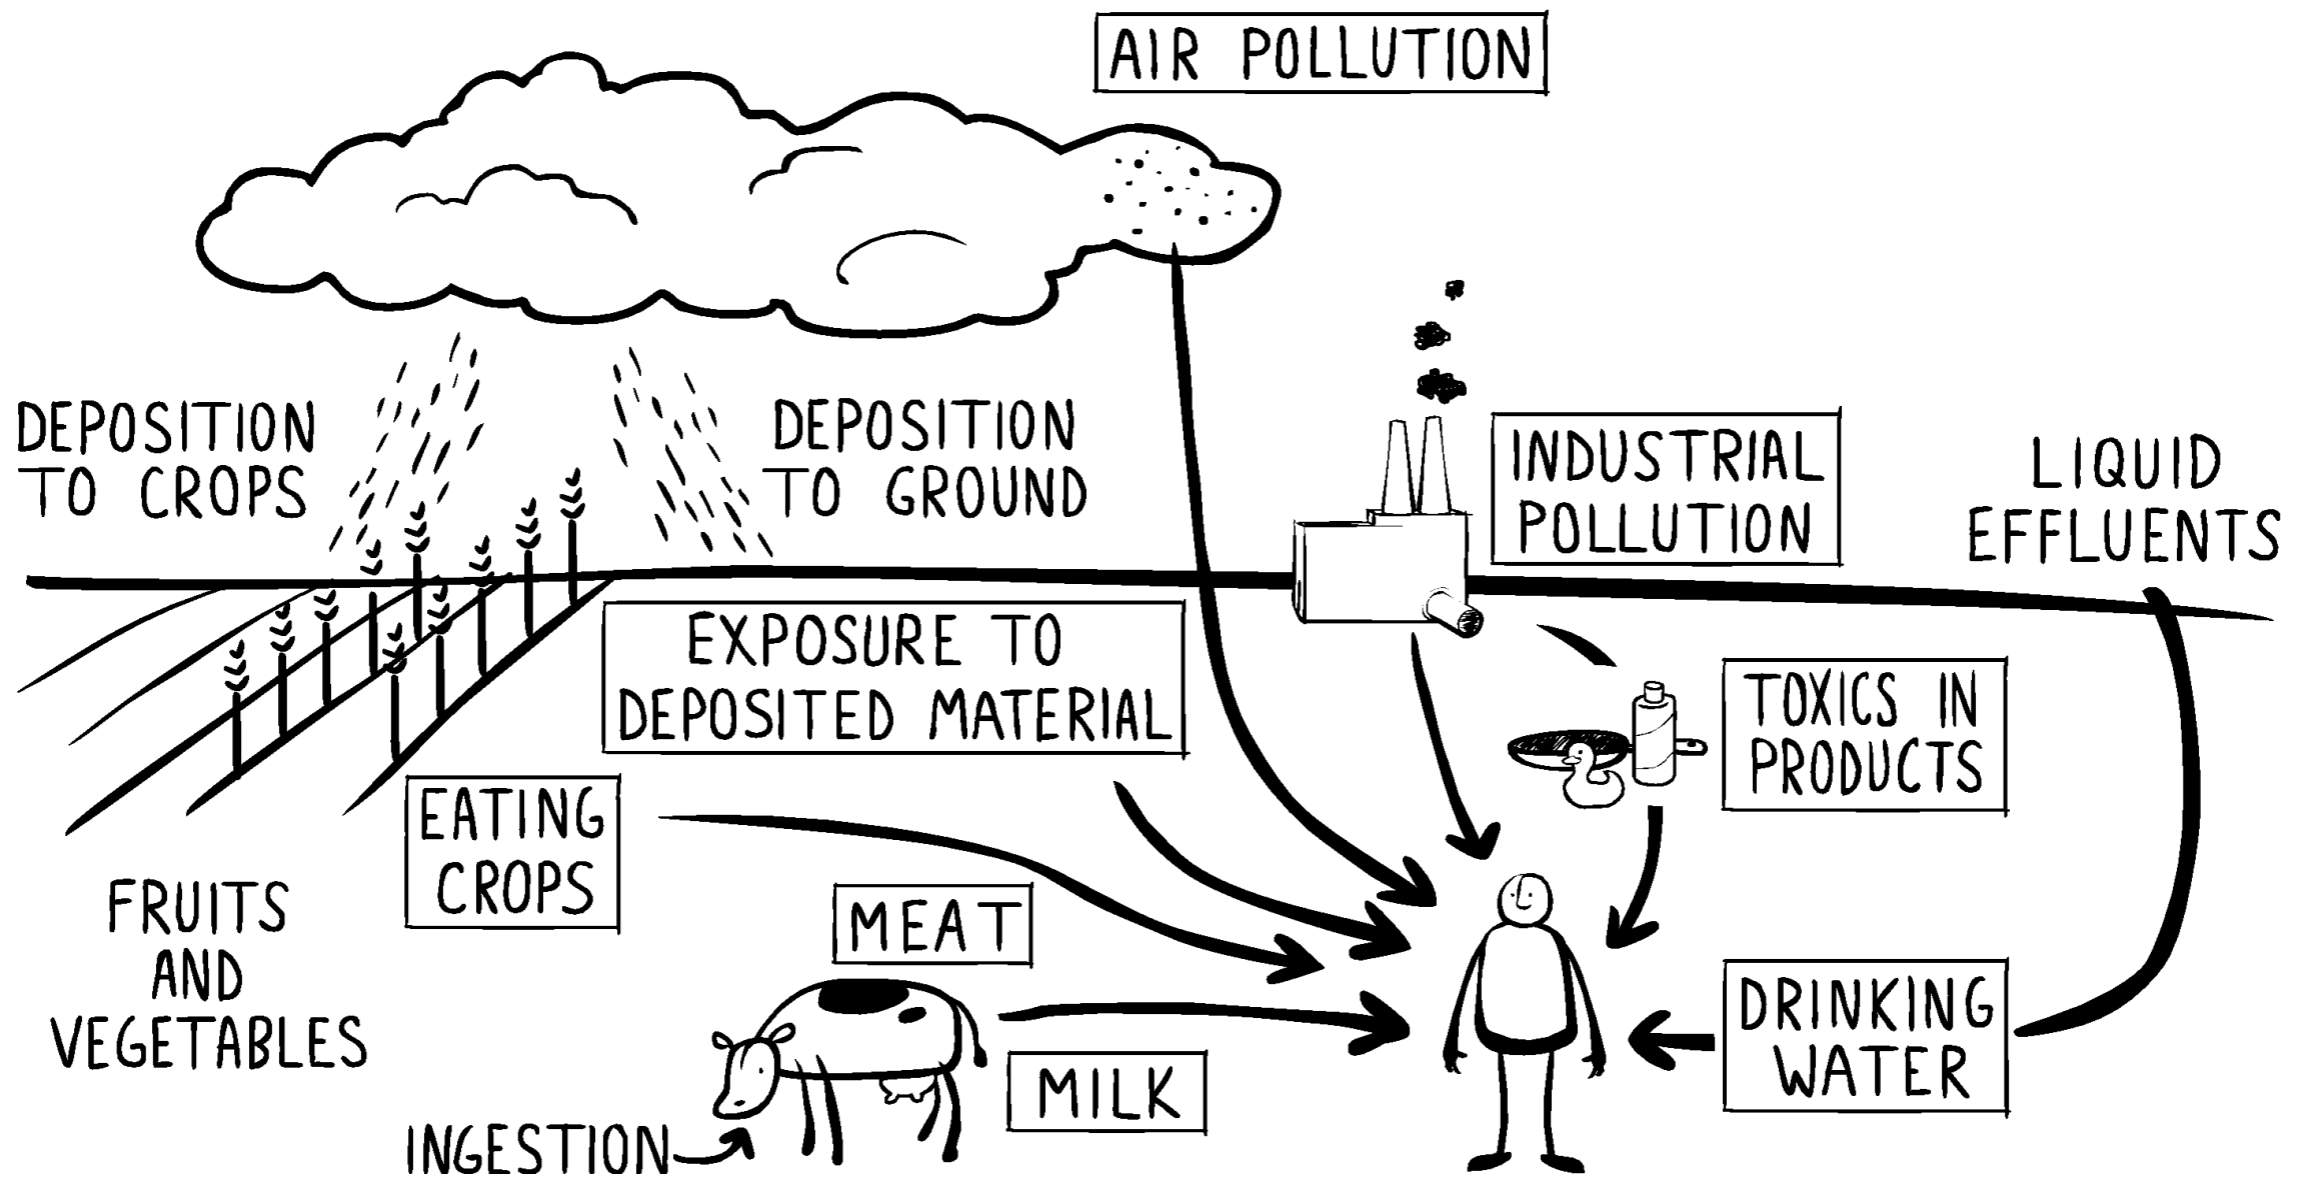 AIR POLLUTION
DEPOSITION
TO CROPS
DEPOSITION
TO GROUND
INDUSTRIAL
POLLUTION
LIQUID
EFFLUENTS
EXPOSURE TO
DEPOSITED MATERIAL
TOXICS IN
PRODUCTS
EATING
CROPS
FRUITS
AND
VEGETABLES
MEAT
MILK
DRINKING
WATER
INGESTION